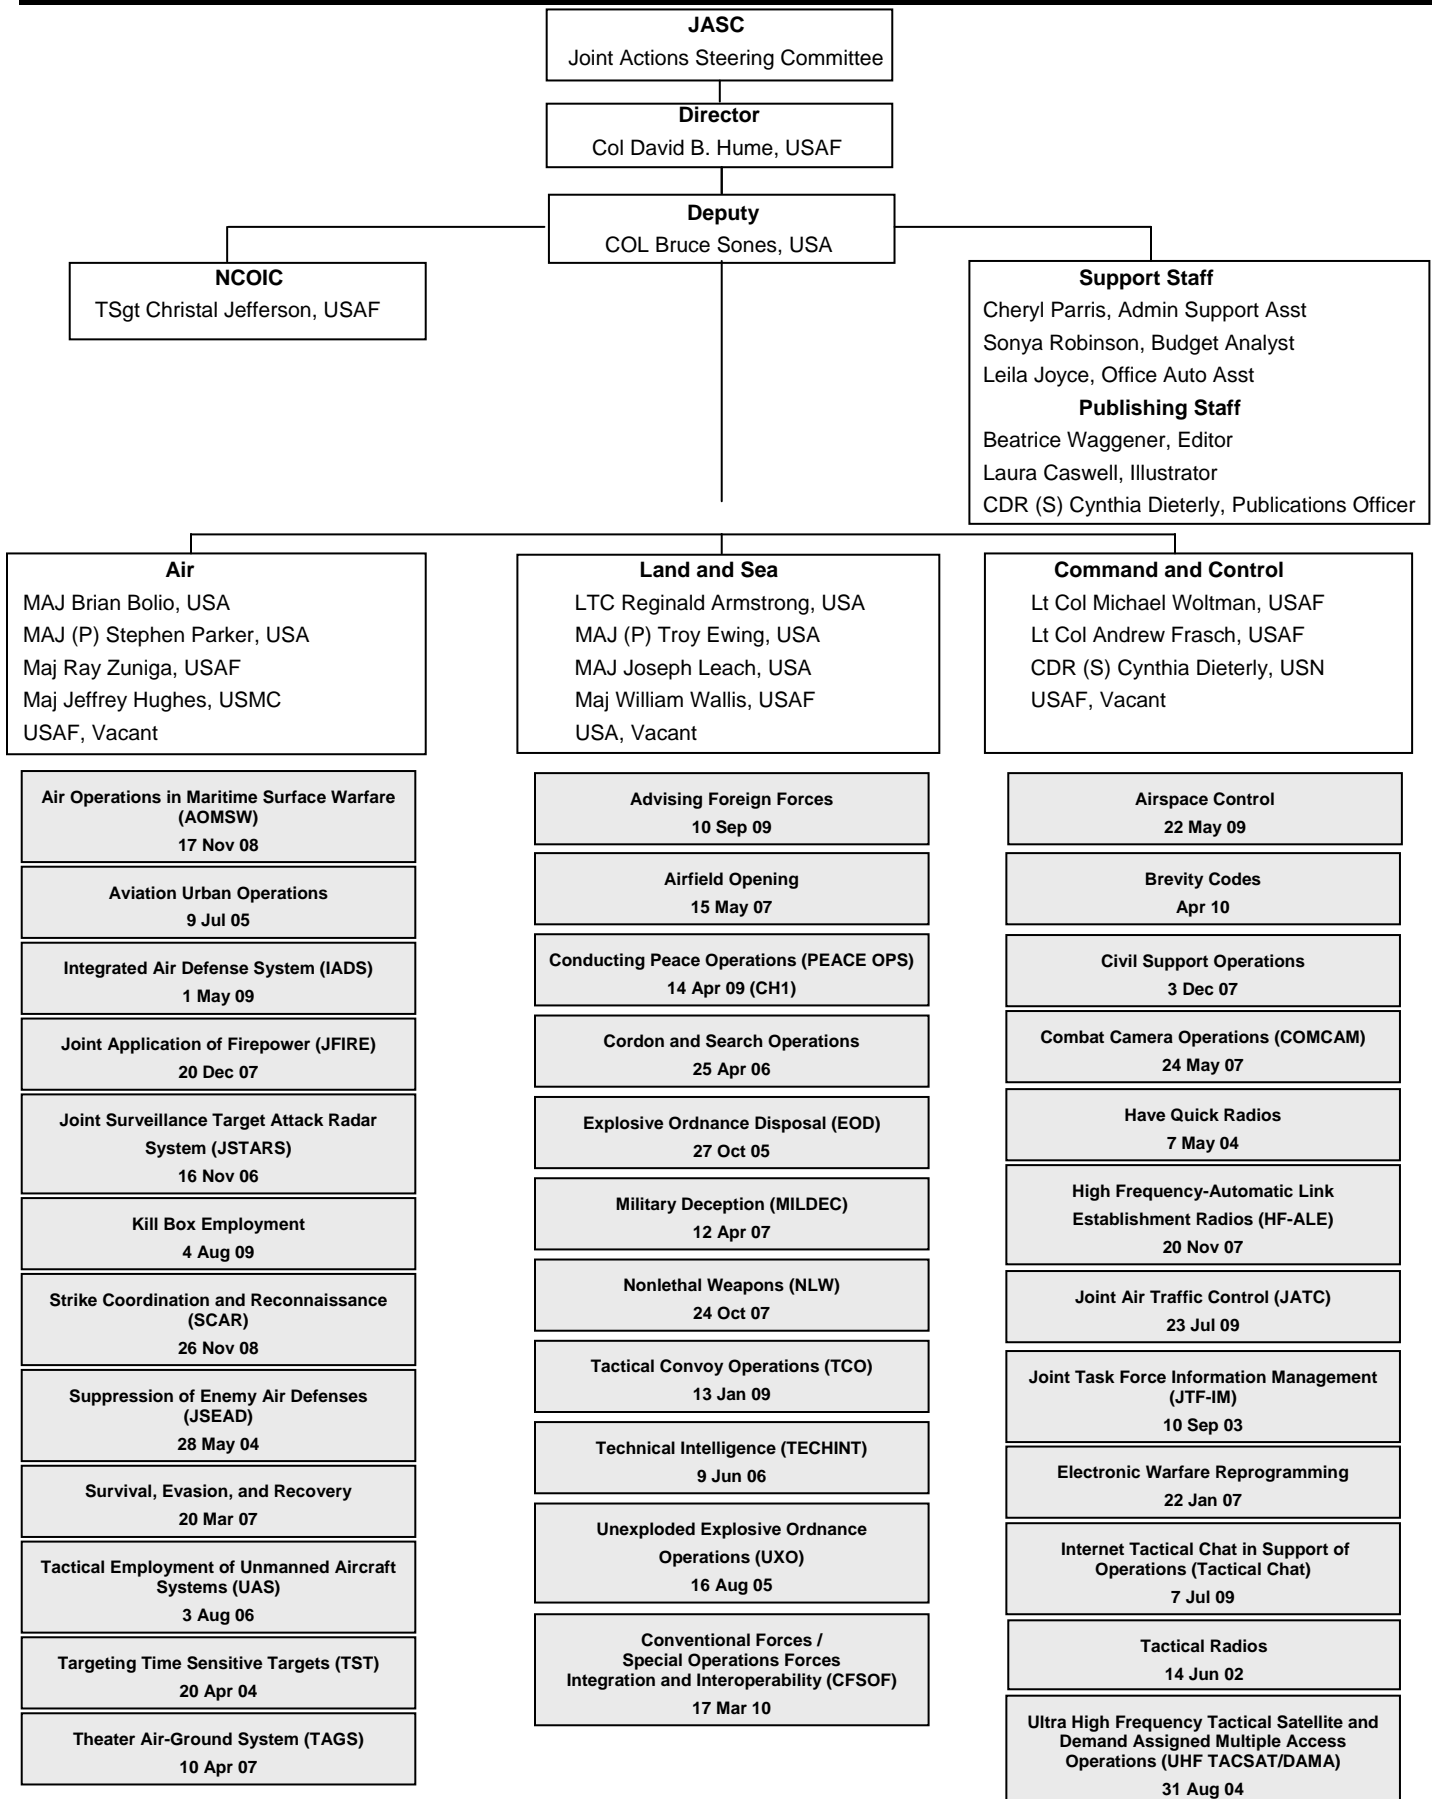 JASC
Joint Actions Steering Committee
Director
Col David B. Hume, USAF
Deputy
COL Bruce Sones, USA
NCOIC
TSgt Christal Jefferson, USAF
Support Staff
Cheryl Parris, Admin Support Asst
Sonya Robinson, Budget Analyst
Leila Joyce, Office Auto Asst
Publishing Staff
Beatrice Waggener, Editor
Laura Caswell, Illustrator
CDR (S) Cynthia Dieterly, Publications Officer
Air
MAJ Brian Bolio, USA
MAJ (P) Stephen Parker, USA
Maj Ray Zuniga, USAF
Maj Jeffrey Hughes, USMC
USAF, Vacant
Land and Sea
LTC Reginald Armstrong, USA
MAJ (P) Troy Ewing, USA
MAJ Joseph Leach, USA
Maj William Wallis, USAF
USA, Vacant
Command and Control
Lt Col Michael Woltman, USAF
Lt Col Andrew Frasch, USAF
CDR (S) Cynthia Dieterly, USN
USAF, Vacant
Air Operations in Maritime Surface Warfare
(AOMSW)
17 Nov 08
Aviation Urban Operations
9 Jul 05
Integrated Air Defense System (IADS)
1 May 09
Joint Application of Firepower (JFIRE)
20 Dec 07
Joint Surveillance Target Attack Radar
System (JSTARS)
16 Nov 06
Kill Box Employment
4 Aug 09
Strike Coordination and Reconnaissance
(SCAR)
26 Nov 08
Suppression of Enemy Air Defenses
(JSEAD)
28 May 04
Survival, Evasion, and Recovery
20 Mar 07
Tactical Employment of Unmanned Aircraft
Systems (UAS)
3 Aug 06
Targeting Time Sensitive Targets (TST)
20 Apr 04
Theater Air-Ground System (TAGS)
10 Apr 07
Advising Foreign Forces
10 Sep 09
Airfield Opening
15 May 07
Conducting Peace Operations (PEACE OPS)
14 Apr 09 (CH1)
Cordon and Search Operations
25 Apr 06
Explosive Ordnance Disposal (EOD)
27 Oct 05
Military Deception (MILDEC)
12 Apr 07
Nonlethal Weapons (NLW)
24 Oct 07
Tactical Convoy Operations (TCO)
13 Jan 09
Technical Intelligence (TECHINT)
9 Jun 06
Unexploded Explosive Ordnance
Operations (UXO)
16 Aug 05
Conventional Forces /
Special Operations Forces
Integration and Interoperability (CFSOF)
17 Mar 10
Airspace Control
22 May 09
Brevity Codes
Apr 10
Civil Support Operations
3 Dec 07
Combat Camera Operations (COMCAM)
24 May 07
Have Quick Radios
7 May 04
High Frequency-Automatic Link
Establishment Radios (HF-ALE)
20 Nov 07
Joint Air Traffic Control (JATC)
23 Jul 09
Joint Task Force Information Management
(JTF-IM)
10 Sep 03
Electronic Warfare Reprogramming
22 Jan 07
Internet Tactical Chat in Support of
Operations (Tactical Chat)
7 Jul 09
Tactical Radios
14 Jun 02
Ultra High Frequency Tactical Satellite and
Demand Assigned Multiple Access
Operations (UHF TACSAT/DAMA)
31 Aug 04